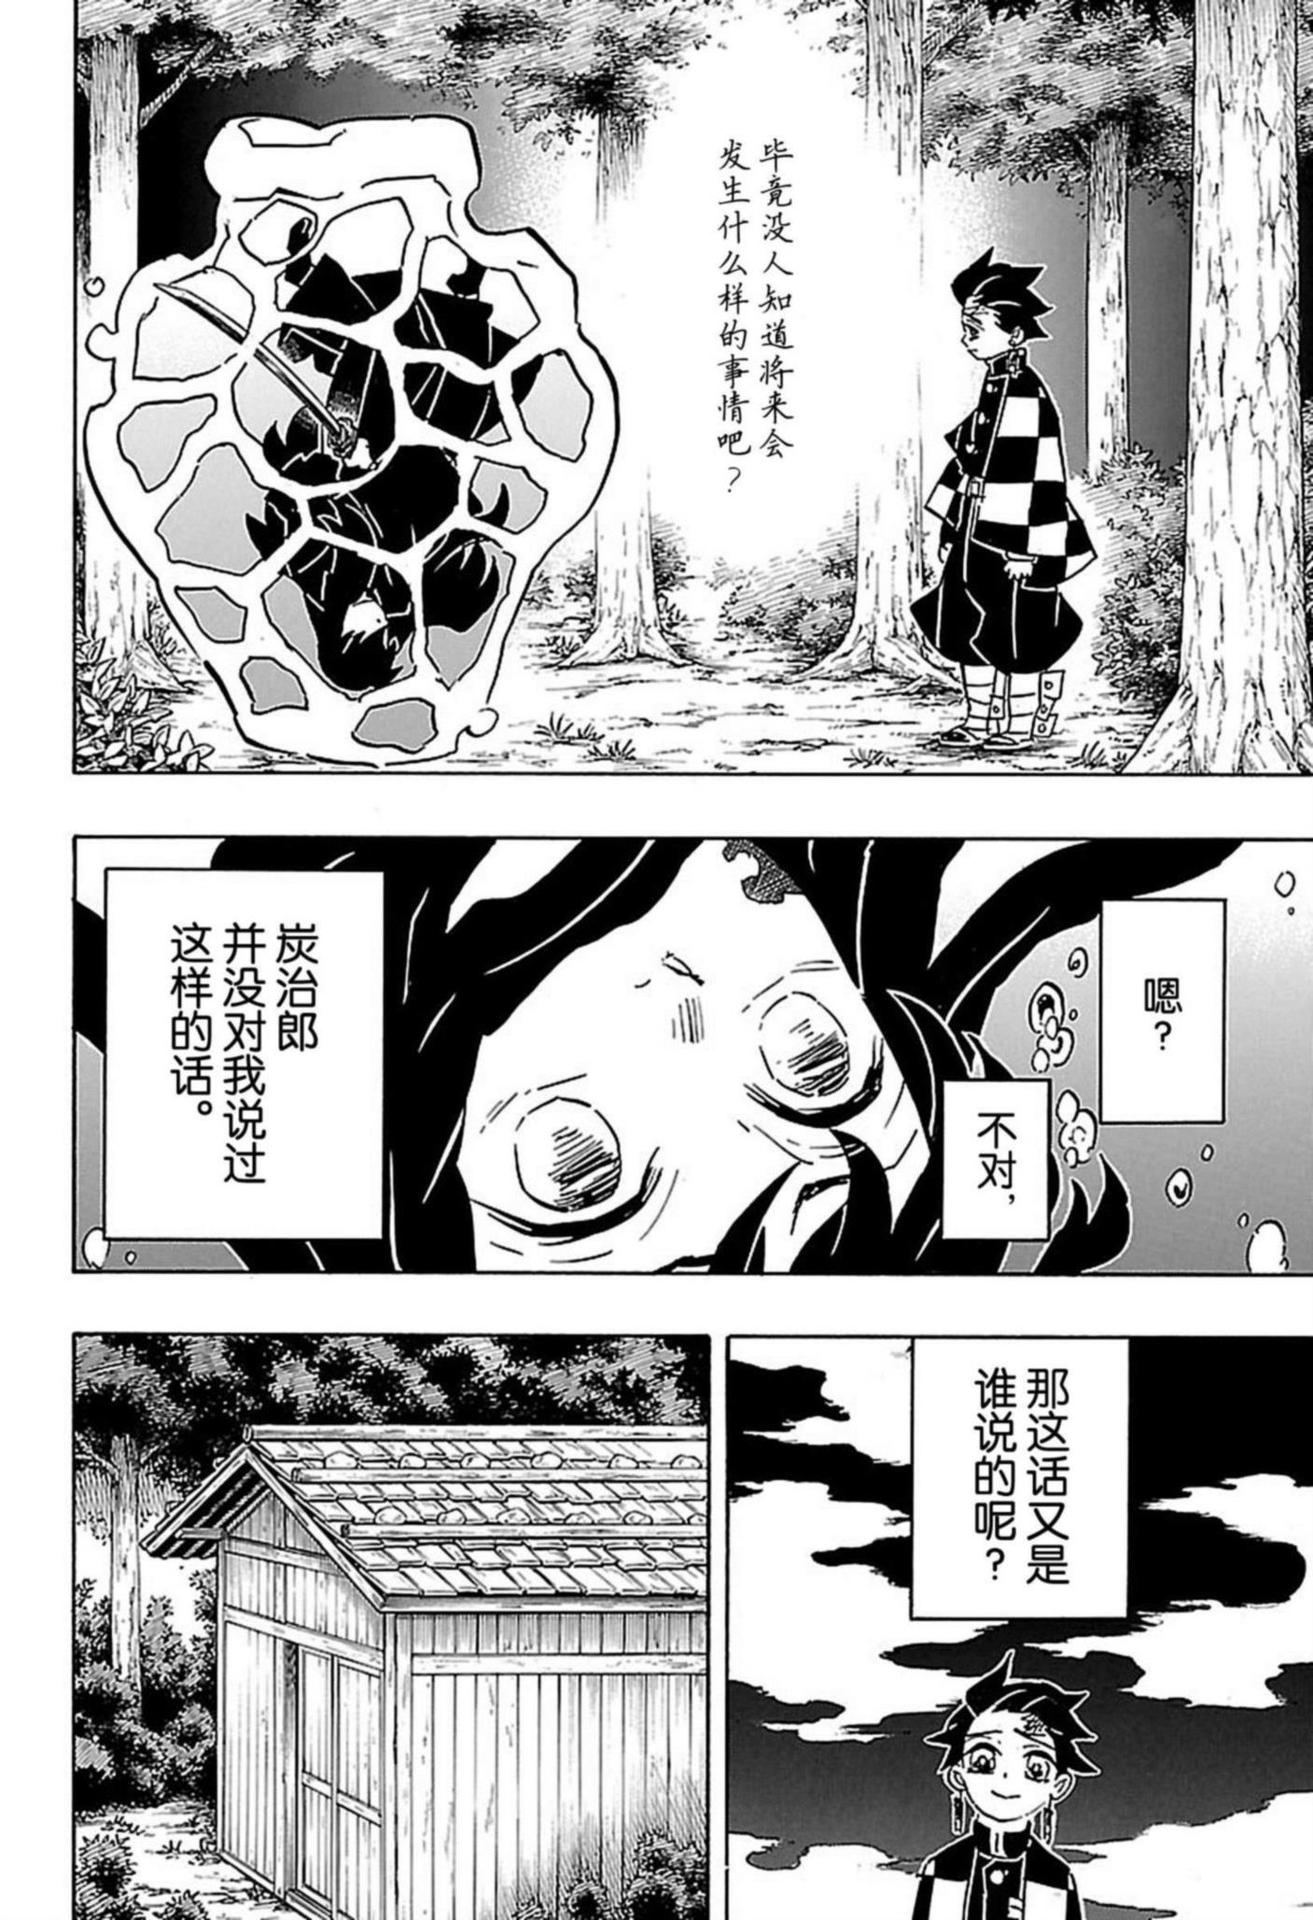 毕竟没人知道将来会
发生什么样的事情吧？
嗯？
不对，
炭治郎
并没对我说过
这样的话。
那这话又是
谁说的呢？